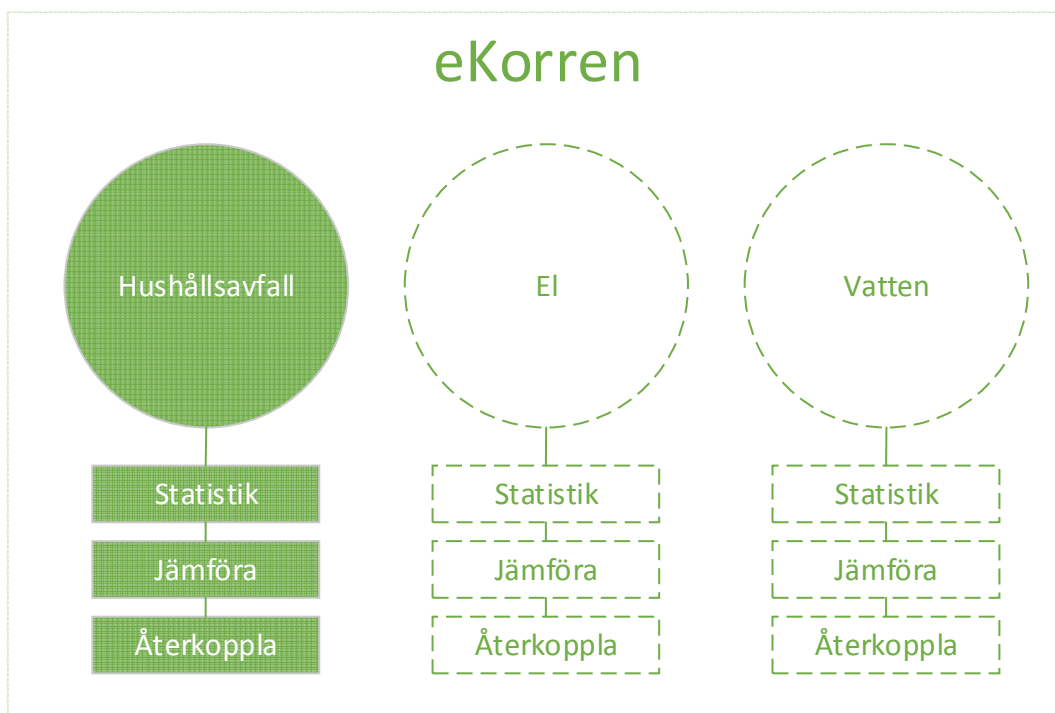 eKorren
Hushållsavfall
El
Vatten
Statistik
Statistik
Statistik
Jämföra
Jämföra
Jämföra
Återkoppla
Återkoppla
Återkoppla